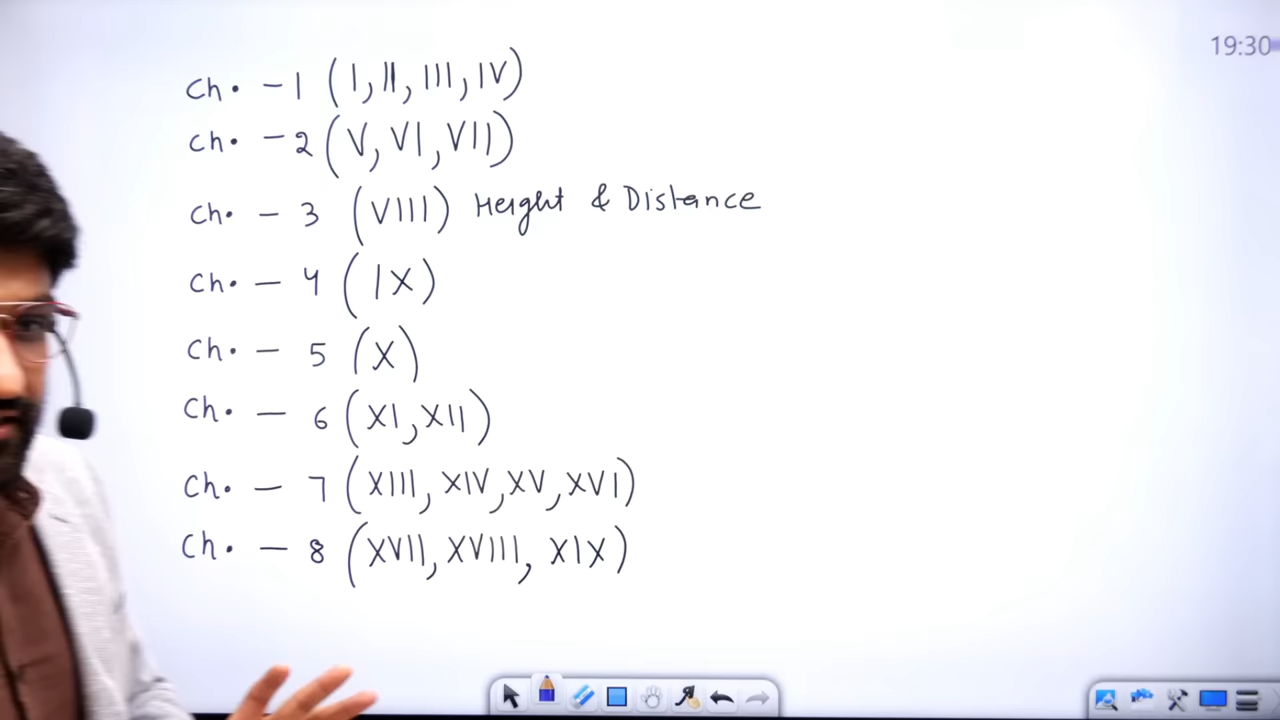 19:30
Ch. - 1 (I, II, III, IV)
Ch. - 2 (V, VI, VII)
Ch. - 3 (VIII) Height & Distance
Ch. - 4 (IX)
Ch. - 5 (X)
Ch. - 6 (XI, XII)
Ch. - 7 (XIII, XIV, XV, XVI)
Ch. - 8 (XVII, XVIII, XIX)